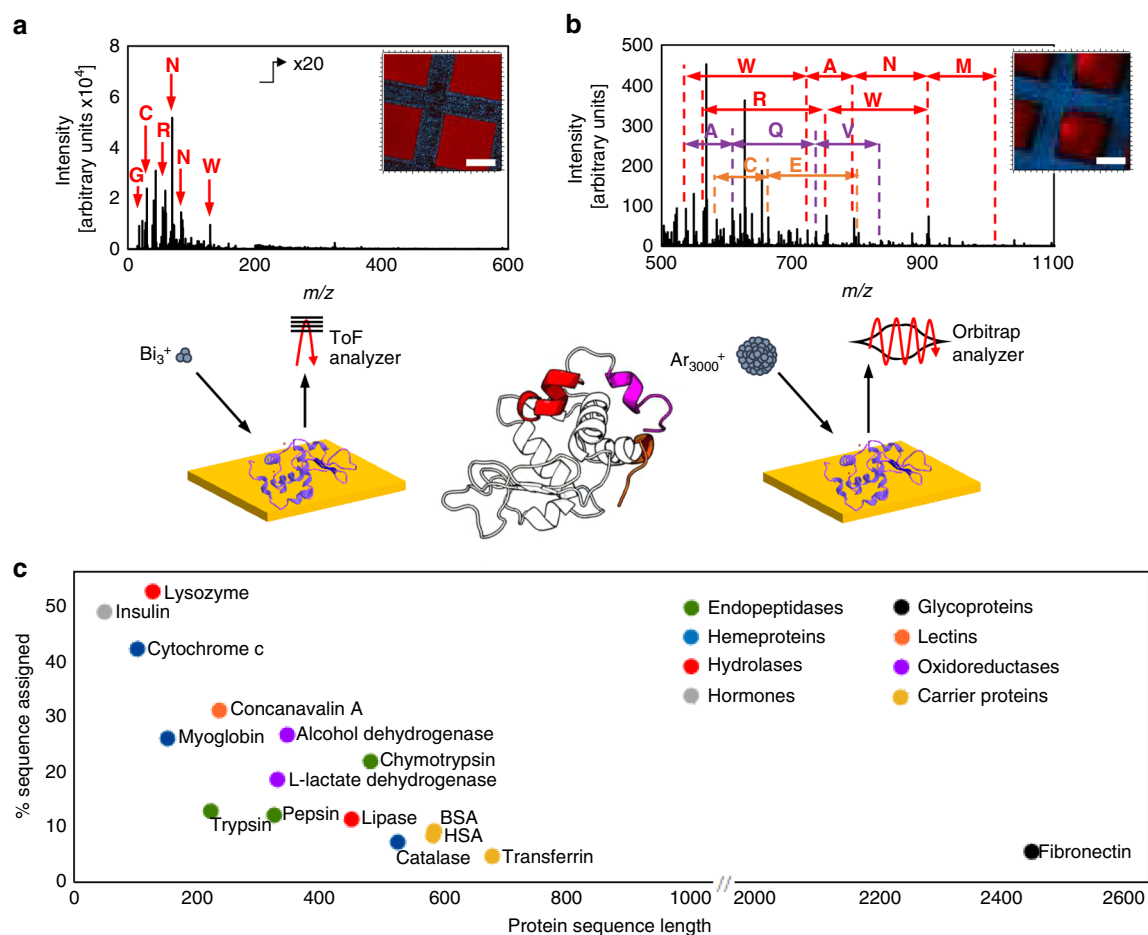 a
Intensity
[arbitrary units x10⁴]
8
6
4
2
0
x20
G
C
R
N
N
W
0
200
400
600
m/z
b
Intensity
[arbitrary units]
500
400
300
200
100
0
W
A
N
M
R
W
A
Q
V
C
E
500
700
900
1100
m/z
Bi₃⁺
ToF
analyzer
Ar₃₀₀₀⁺
Orbitrap
analyzer
c
% sequence assigned
50
40
30
20
10
0
Lysozyme
Insulin
Cytochrome c
Concanavalin A
Myoglobin
Alcohol dehydrogenase
Chymotrypsin
L-lactate dehydrogenase
Trypsin
Pepsin
Lipase
BSA
HSA
Catalase
Transferrin
Fibronectin
Endopeptidases
Hemeproteins
Hydrolases
Hormones
Glycoproteins
Lectins
Oxidoreductases
Carrier proteins
0
200
400
600
800
1000
//
2000
2200
2400
2600
Protein sequence length